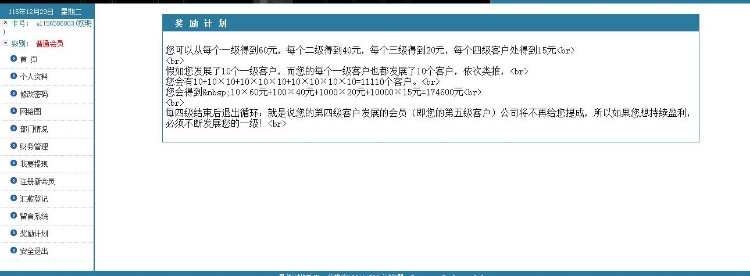 115年12月29日 星期二
卡号：
级别：普通会员
首 页
个人资料
修改密码
网络图
部门情况
财务管理
我要提现
注册新会员
汇款登记
留言系统
奖励计划
安全退出
奖 励 计 划
您可以从每个一级得到60元，每个二级得到40元，每个三级得到20元，每个四级客户处得到15元<br>
<br>
假如您发展了10个一级客户，而您的每个一级客户也都发展了10个客户，依次类推，<br>
您会有10+10×10+10×10×10+10×10×10×10=11110个客户。<br>
您会得到&nbsp;10×60元+100×40元+1000×20元+10000×15元=174600元<br>
<br>
每四级结束后退出循环：就是说您的第四级客户发展的会员（即您的第五级客户）公司将不再给您提成，所以如果您想持续盈利，
必须不断发展您的一级！<br>